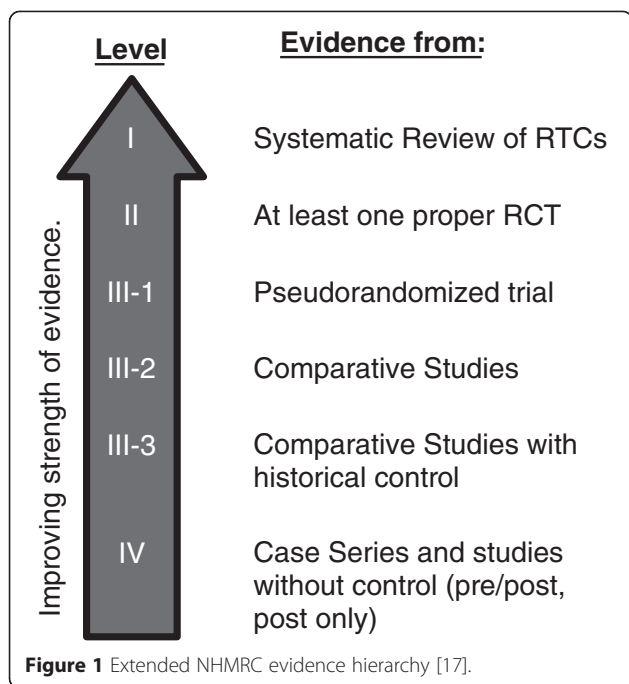 Level Evidence from:
I Systematic Review of RTCs
II At least one proper RCT
III-1 Pseudorandomized trial
III-2 Comparative Studies
III-3 Comparative Studies with
historical control
IV Case Series and studies
without control (pre/post,
post only)
Improving strength of evidence.
Figure 1 Extended NHMRC evidence hierarchy [17].